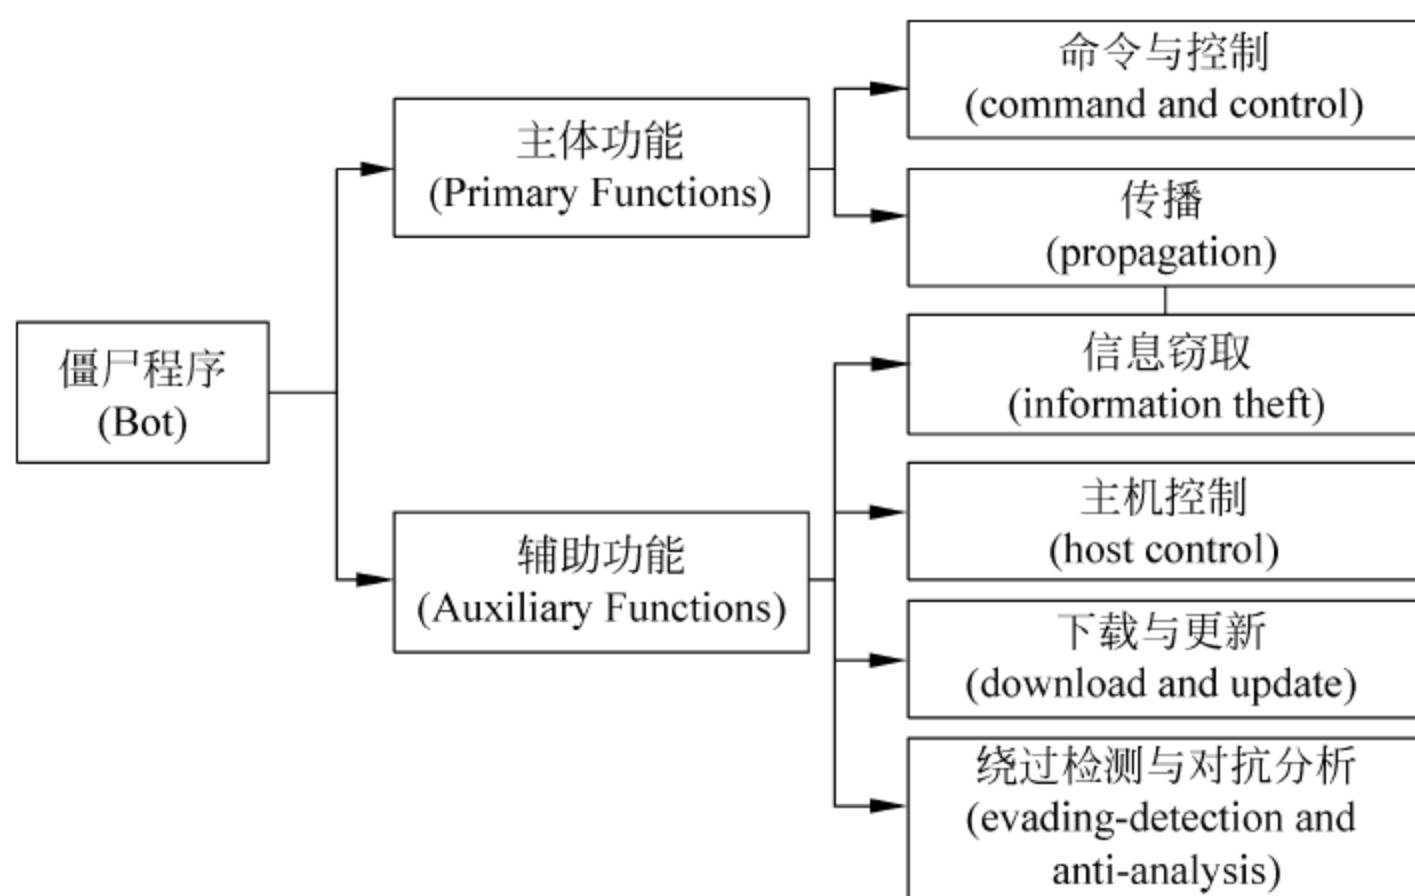 僵尸程序
(Bot)
主体功能
(Primary Functions)
辅助功能
(Auxiliary Functions)
命令与控制
(command and control)
传播
(propagation)
信息窃取
(information theft)
主机控制
(host control)
下载与更新
(download and update)
绕过检测与对抗分析
(evading-detection and
anti-analysis)